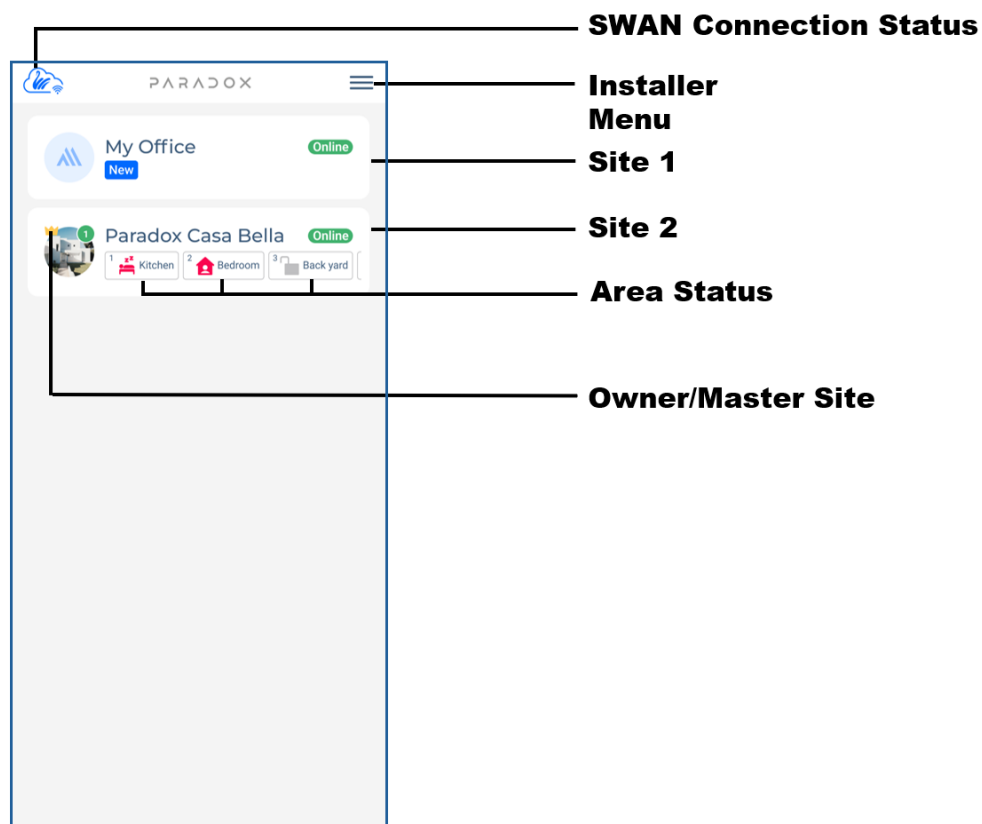 SWAN Connection Status
PARADOX
Installer
Menu
My Office
Online
New
Site 1
1
Paradox Casa Bella
Online
Site 2
1 Kitchen
2 Bedroom
3 Back yard
Area Status
Owner/Master Site